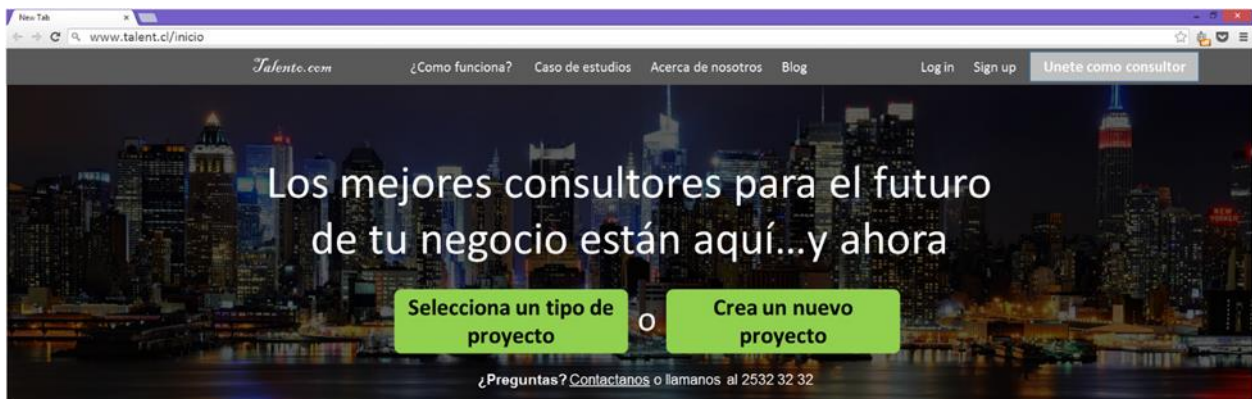 New Tab
www.talent.cl/inicio
Talento.com ¿Como funciona? Caso de estudios Acerca de nosotros Blog Log in Sign up Unete como consultor
Los mejores consultores para el futuro
de tu negocio están aquí...y ahora
Selecciona un tipo de
proyecto
o
Crea un nuevo
proyecto
¿Preguntas? Contactanos o llamanos al 2532 32 32
NEW
YORKER